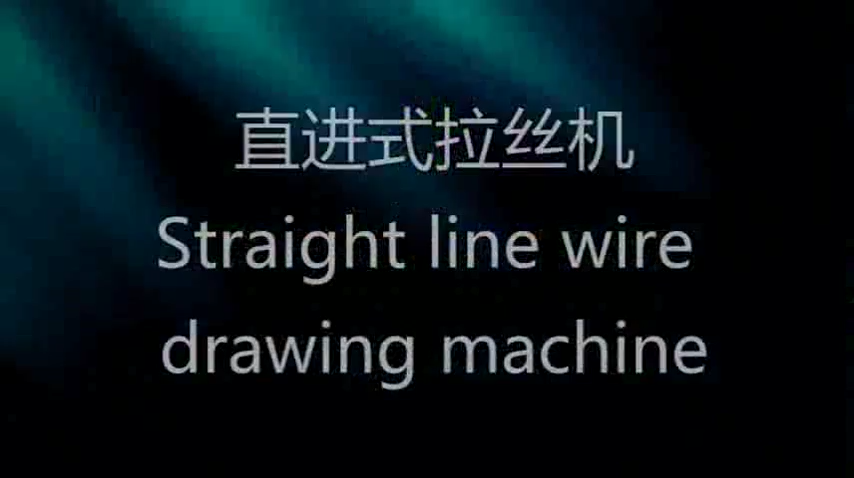 直进式拉丝机
Straight line wire
drawing machine